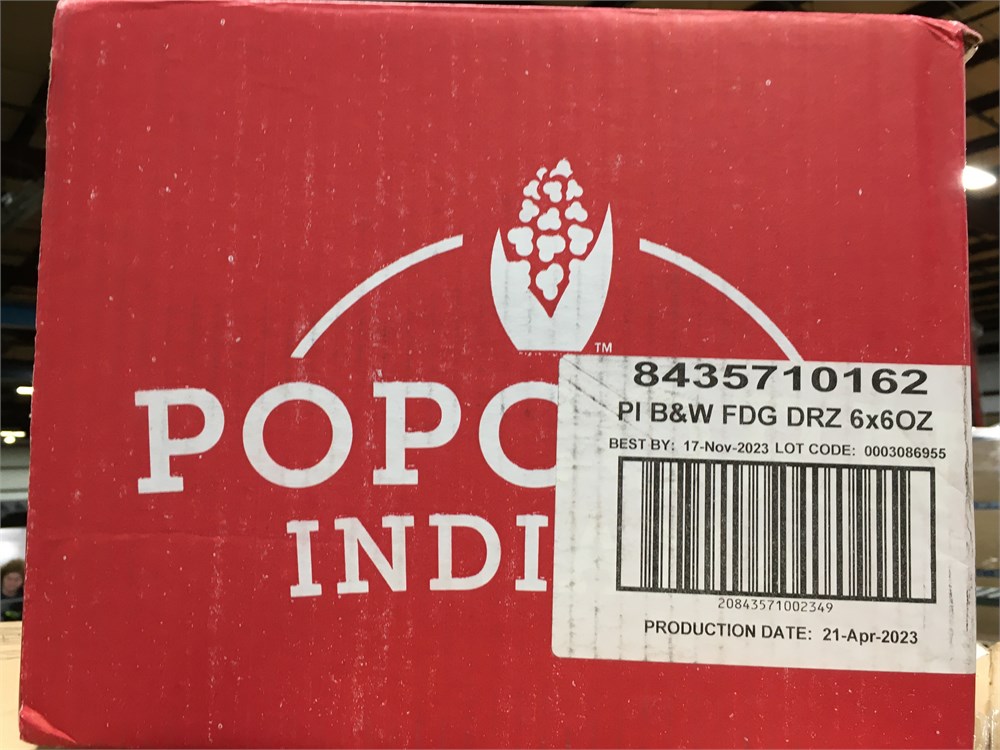 TM
POPC
INDI
8435710162
PI B&W FDG DRZ 6x6OZ
BEST BY: 17-Nov-2023 LOT CODE: 0003086955
20843571002349
PRODUCTION DATE: 21-Apr-2023